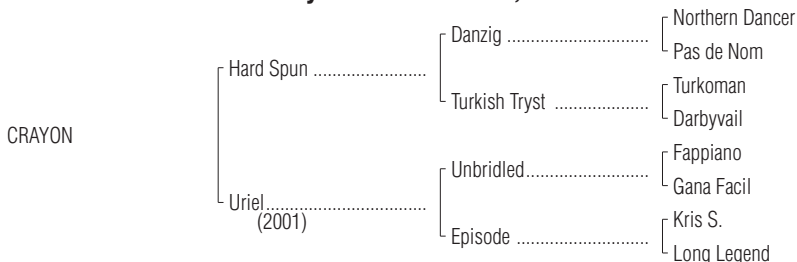 Northern Dancer
Danzig ..............................
Pas de Nom
Hard Spun ........................
Turkoman
Turkish Tryst ....................
Darbyvail
CRAYON
Fappiano
Unbridled..........................
Gana Facil
Uriel..................................
(2001)
Kris S.
Episode ............................
Long Legend